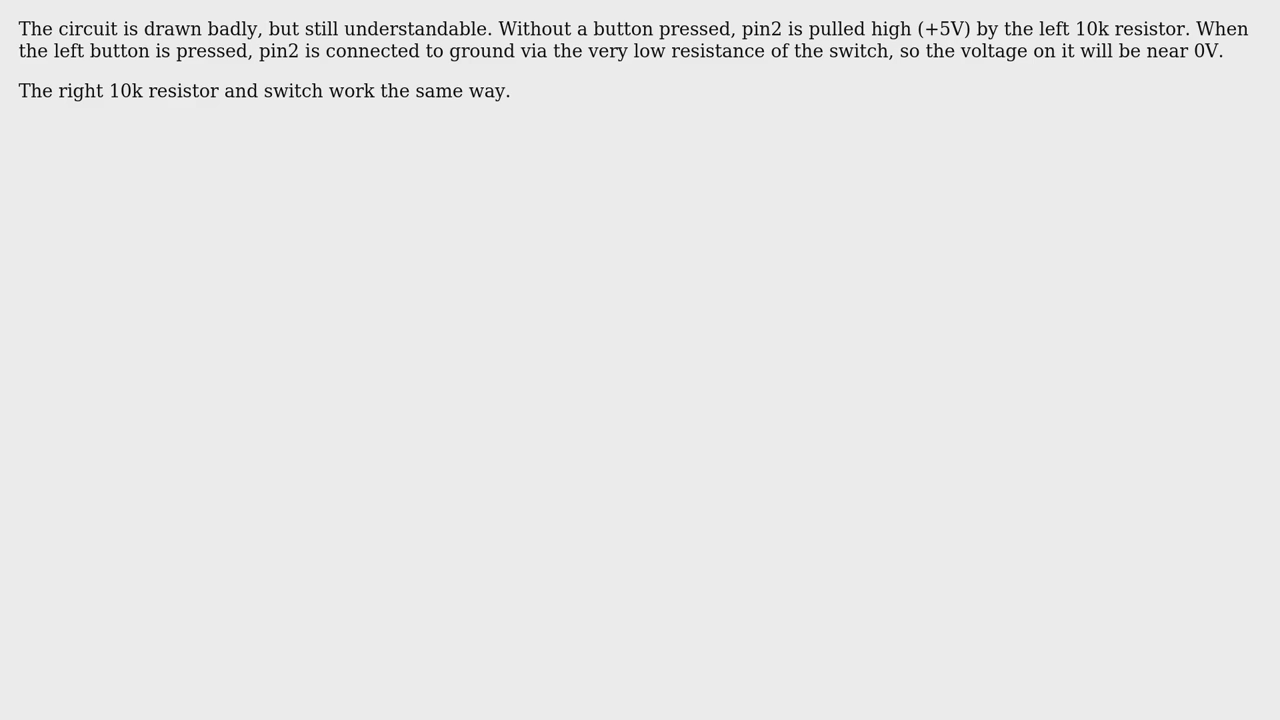 The circuit is drawn badly, but still understandable. Without a button pressed, pin2 is pulled high (+5V) by the left 10k resistor. When
the left button is pressed, pin2 is connected to ground via the very low resistance of the switch, so the voltage on it will be near 0V.
The right 10k resistor and switch work the same way.